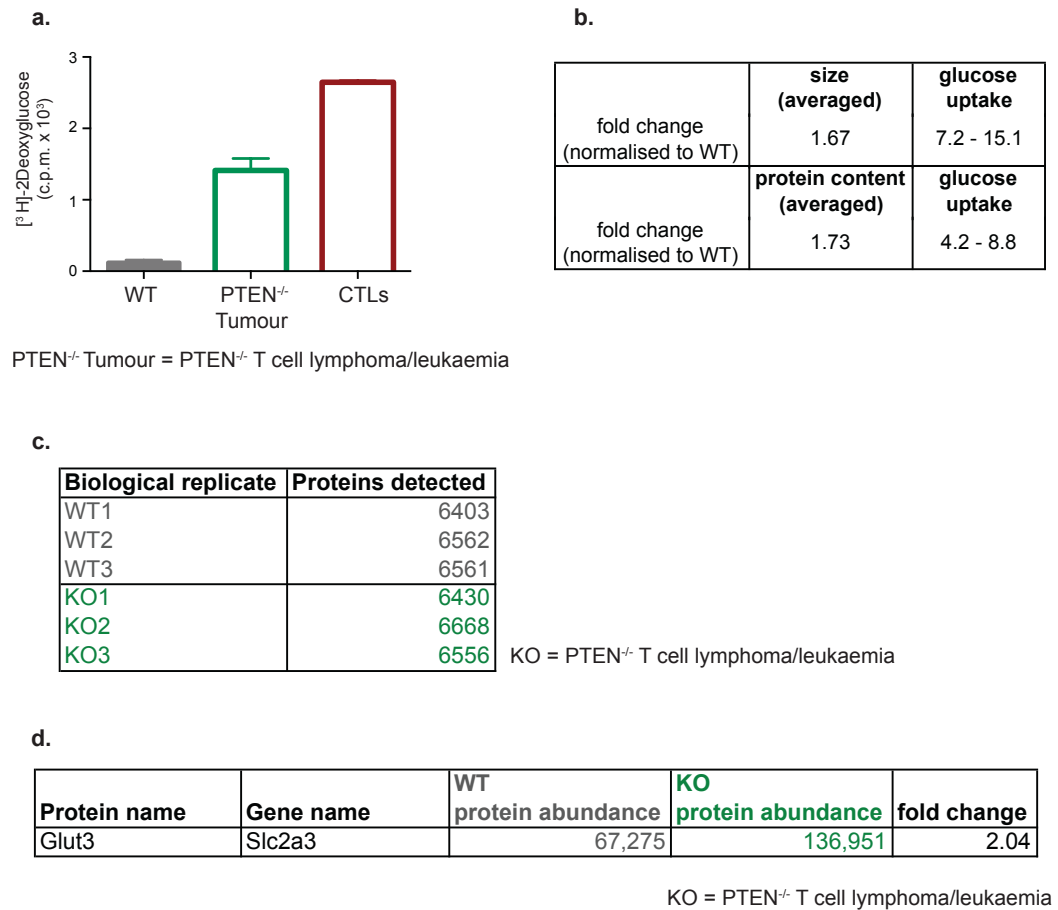 a.
[³ H]-2Deoxyglucose
(c.p.m. x 10³)
3
2
1
0
WT
PTEN⁻/⁻
Tumour
CTLs
PTEN⁻/⁻ Tumour = PTEN⁻/⁻ T cell lymphoma/leukaemia
b.
size
(averaged)
glucose
uptake
fold change
(normalised to WT)
1.67
7.2 - 15.1
protein content
(averaged)
glucose
uptake
fold change
(normalised to WT)
1.73
4.2 - 8.8
c.
Biological replicate Proteins detected
WT1 6403
WT2 6562
WT3 6561
KO1 6430
KO2 6668
KO3 6556
KO = PTEN⁻/⁻ T cell lymphoma/leukaemia
d.
Protein name Gene name WT protein abundance KO protein abundance fold change
Glut3 Slc2a3 67,275 136,951 2.04
KO = PTEN⁻/⁻ T cell lymphoma/leukaemia